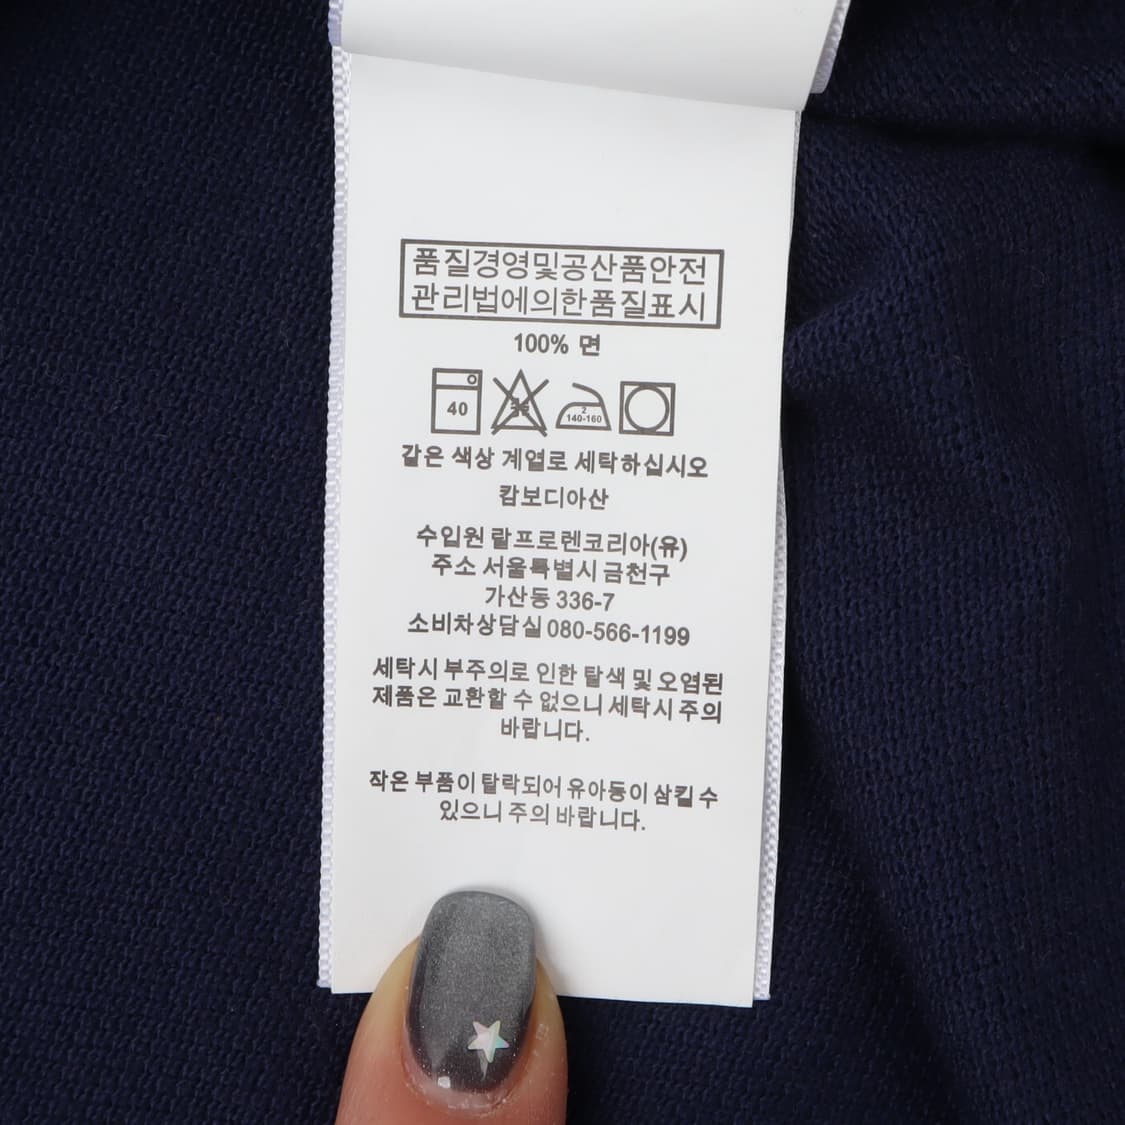 품질경영및공산품안전
관리법에의한품질표시
100% 면
40
2
140-160
같은 색상 계열로 세탁하십시오
캄보디아산
수입원 랄프로렌코리아(유)
주소 서울특별시 금천구
가산동 336-7
소비차상담실 080-566-1199
세탁시 부주의로 인한 탈색 및 오염된
제품은 교환할 수 없으니 세탁시 주의
바랍니다.
작은 부품이 탈락되어 유아동이 삼킬 수
있으니 주의 바랍니다.